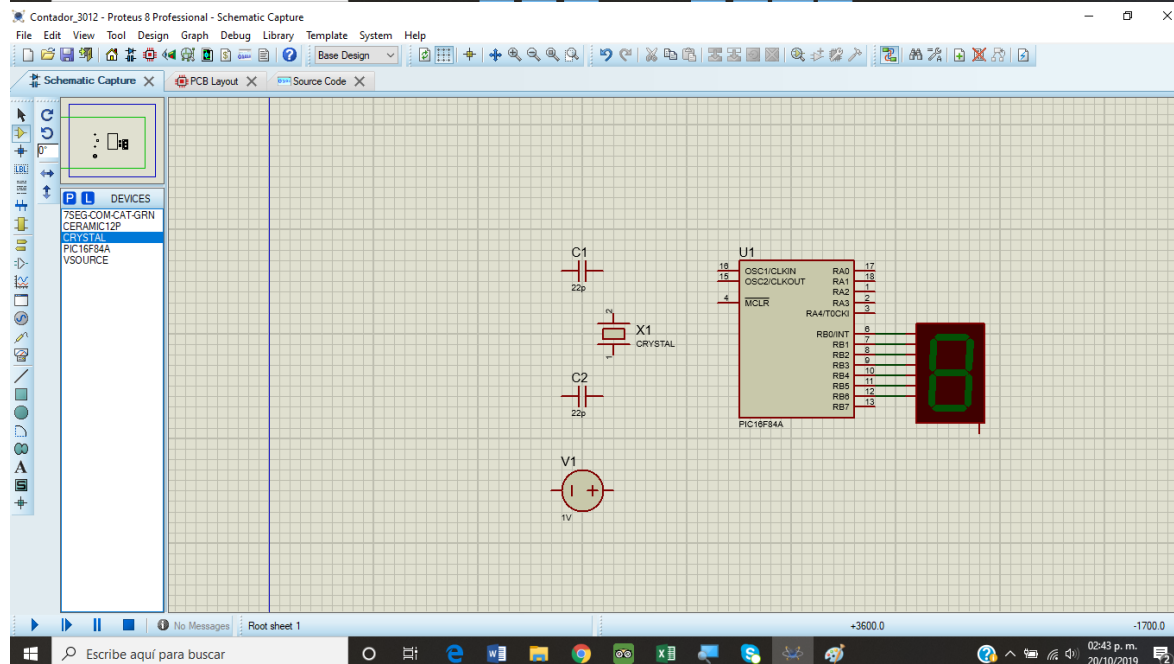 Contador_3012 - Proteus 8 Professional - Schematic Capture
File Edit View Tool Design Graph Debug Library Template System Help
Base Design
Schematic Capture PCB Layout Source Code
0°
LBL
P L DEVICES
7SEG-COM-CAT-GRN
CERAMIC12P
CRYSTAL
PIC16F84A
VSOURCE
A
S
C1
22p
2
X1
CRYSTAL
1
C2
22p
V1
1V
U1
16 OSC1/CLKIN RA0 17
15 OSC2/CLKOUT RA1 18
RA2 1
4 MCLR RA3 2
RA4/T0CKI 3
RB0/INT 6
RB1 7
RB2 8
RB3 9
RB4 10
RB5 11
RB6 12
RB7 13
PIC16F84A
No Messages Root sheet 1 +3600.0 -1700.0
Escribe aquí para buscar
02:43 p. m.
20/10/2019
2